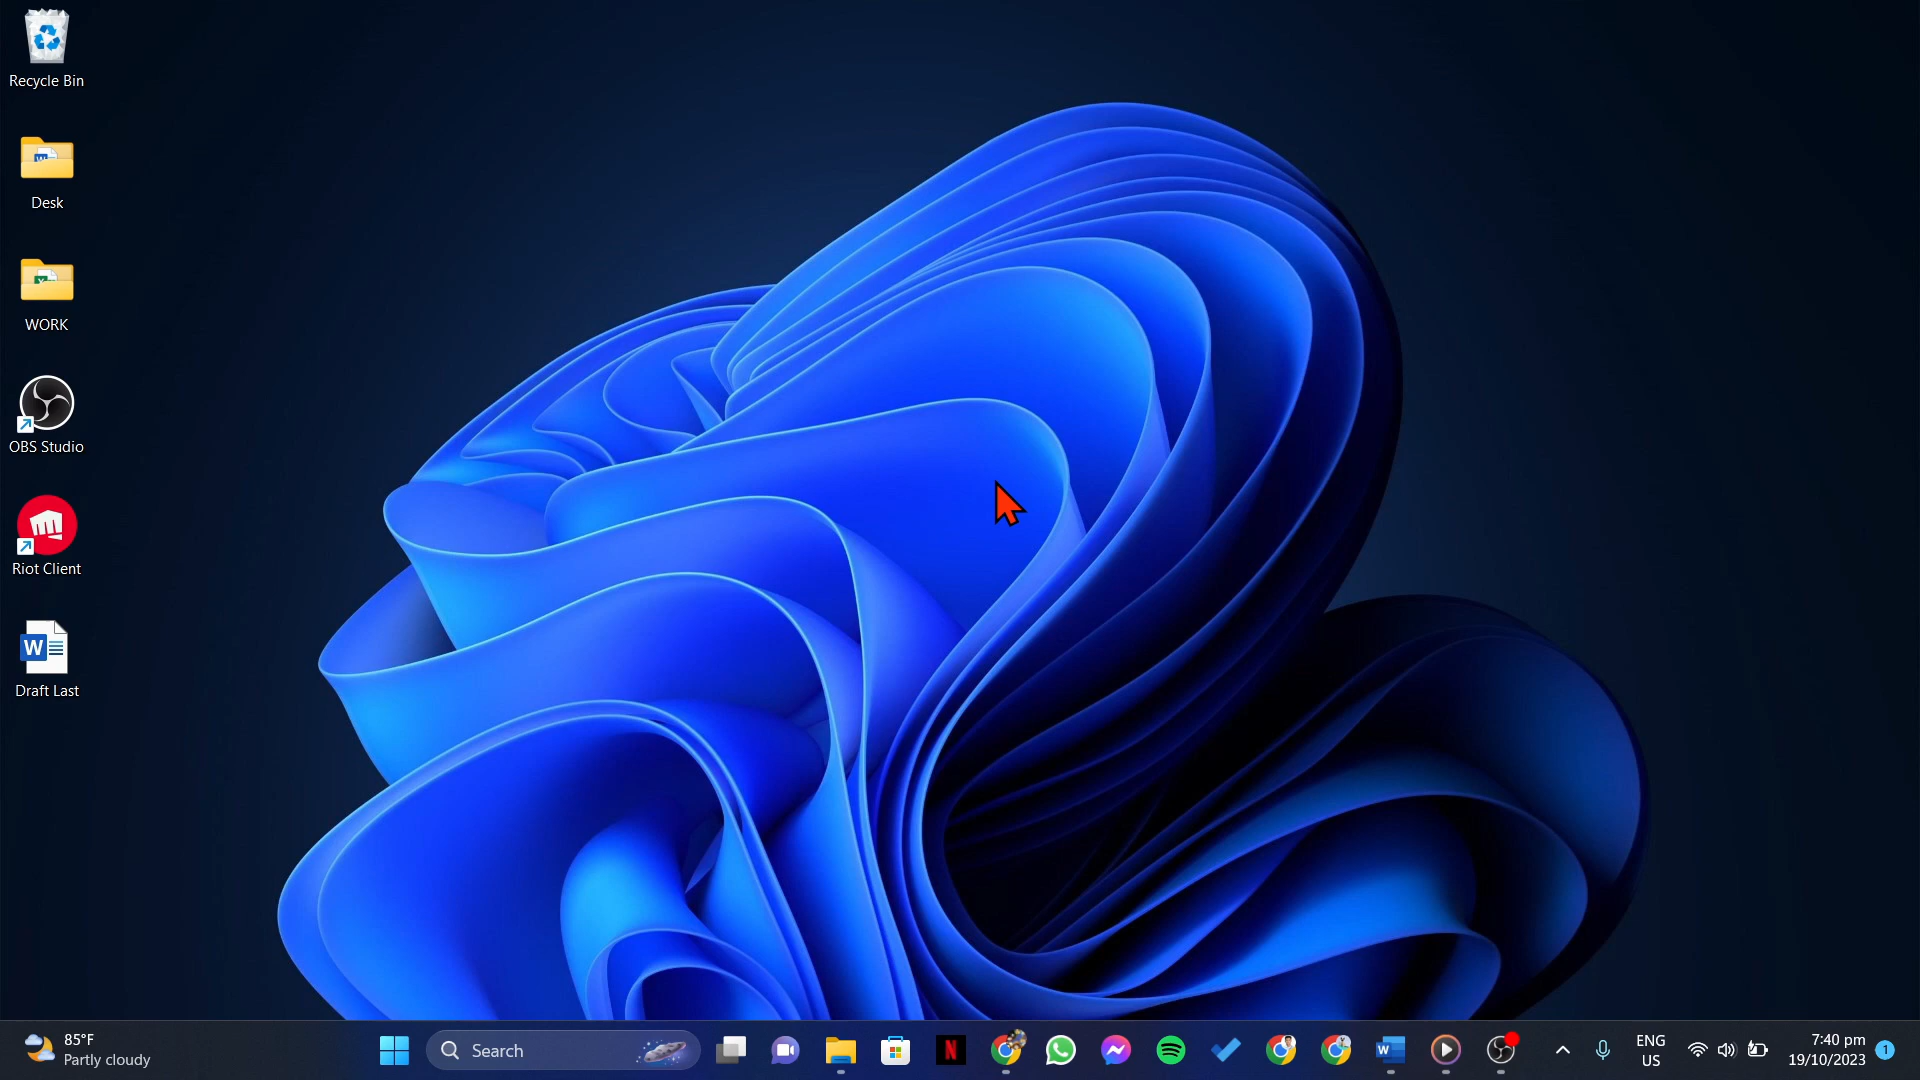 Recycle Bin
Desk
WORK
OBS Studio
Riot Client
W
Draft Last
85°F
Partly cloudy
Search
N
W
ENG
US
7:40 pm
19/10/2023
1